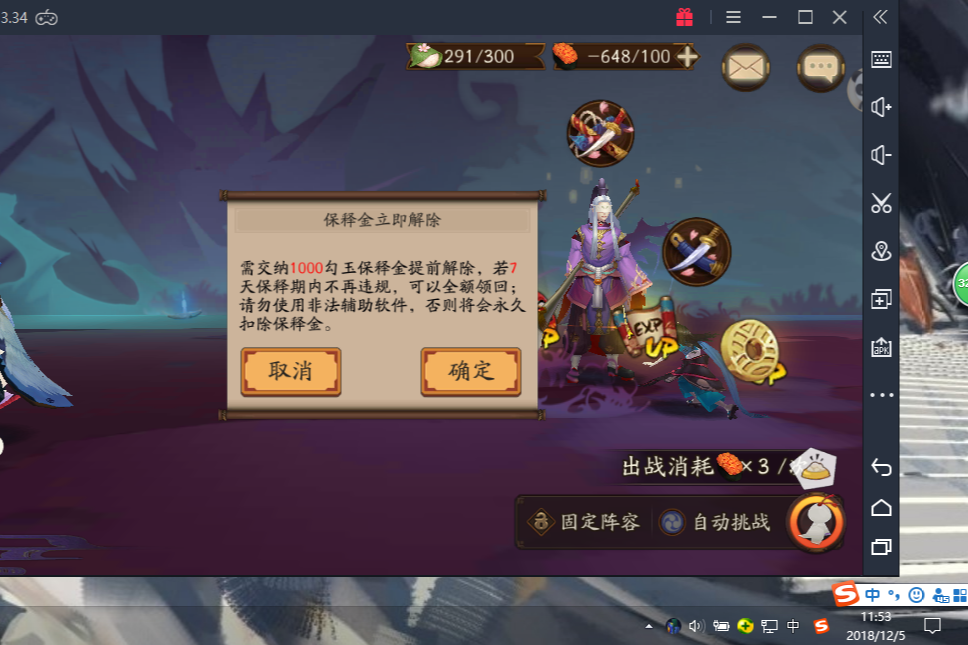 3.34
291/300
-648/100
保释金立即解除
需交纳1000勾玉保释金提前解除，若7
天保释期内不再违规，可以全额领回；
请勿使用非法辅助软件，否则将会永久
扣除保释金。
取消
确定
EXP
UP
出战消耗 ×3 /
固定阵容
自动挑战
APK
中
中
11:53
2018/12/5